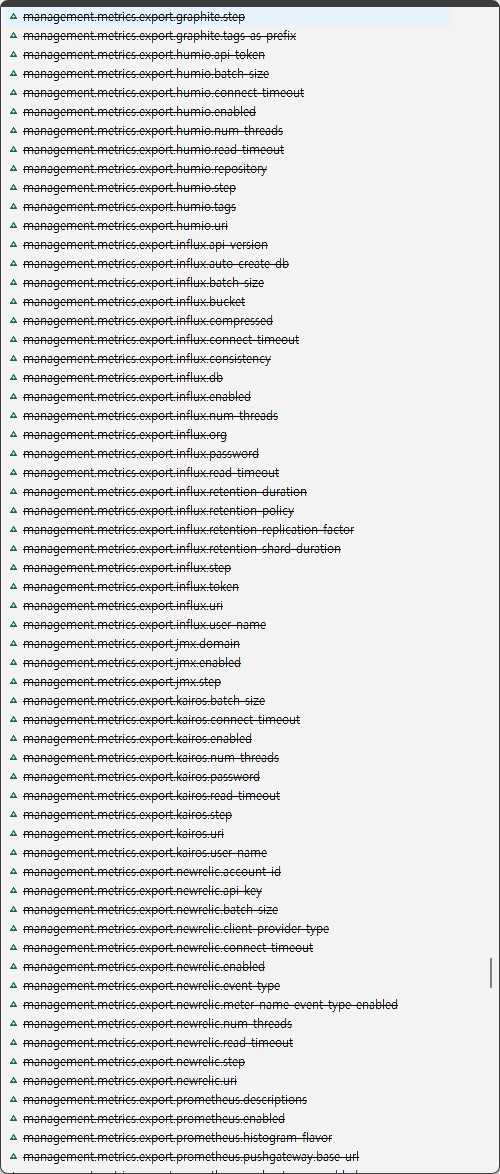 management.metrics.export.graphite.step
management.metrics.export.graphite.tags-as-prefix
management.metrics.export.humio.api-token
management.metrics.export.humio.batch-size
management.metrics.export.humio.connect-timeout
management.metrics.export.humio.enabled
management.metrics.export.humio.num-threads
management.metrics.export.humio.read-timeout
management.metrics.export.humio.repository
management.metrics.export.humio.step
management.metrics.export.humio.tags
management.metrics.export.humio.uri
management.metrics.export.influx.api-version
management.metrics.export.influx.auto-create-db
management.metrics.export.influx.batch-size
management.metrics.export.influx.bucket
management.metrics.export.influx.compressed
management.metrics.export.influx.connect-timeout
management.metrics.export.influx.consistency
management.metrics.export.influx.db
management.metrics.export.influx.enabled
management.metrics.export.influx.num-threads
management.metrics.export.influx.org
management.metrics.export.influx.password
management.metrics.export.influx.read-timeout
management.metrics.export.influx.retention-duration
management.metrics.export.influx.retention-policy
management.metrics.export.influx.retention-replication-factor
management.metrics.export.influx.retention-shard-duration
management.metrics.export.influx.step
management.metrics.export.influx.token
management.metrics.export.influx.uri
management.metrics.export.influx.user-name
management.metrics.export.jmx.domain
management.metrics.export.jmx.enabled
management.metrics.export.jmx.step
management.metrics.export.kairos.batch-size
management.metrics.export.kairos.connect-timeout
management.metrics.export.kairos.enabled
management.metrics.export.kairos.num-threads
management.metrics.export.kairos.password
management.metrics.export.kairos.read-timeout
management.metrics.export.kairos.step
management.metrics.export.kairos.uri
management.metrics.export.kairos.user-name
management.metrics.export.newrelic.account-id
management.metrics.export.newrelic.api-key
management.metrics.export.newrelic.batch-size
management.metrics.export.newrelic.client-provider-type
management.metrics.export.newrelic.connect-timeout
management.metrics.export.newrelic.enabled
management.metrics.export.newrelic.event-type
management.metrics.export.newrelic.meter-name-event-type-enabled
management.metrics.export.newrelic.num-threads
management.metrics.export.newrelic.read-timeout
management.metrics.export.newrelic.step
management.metrics.export.newrelic.uri
management.metrics.export.prometheus.descriptions
management.metrics.export.prometheus.enabled
management.metrics.export.prometheus.histogram-flavor
management.metrics.export.prometheus.pushgateway.base-url